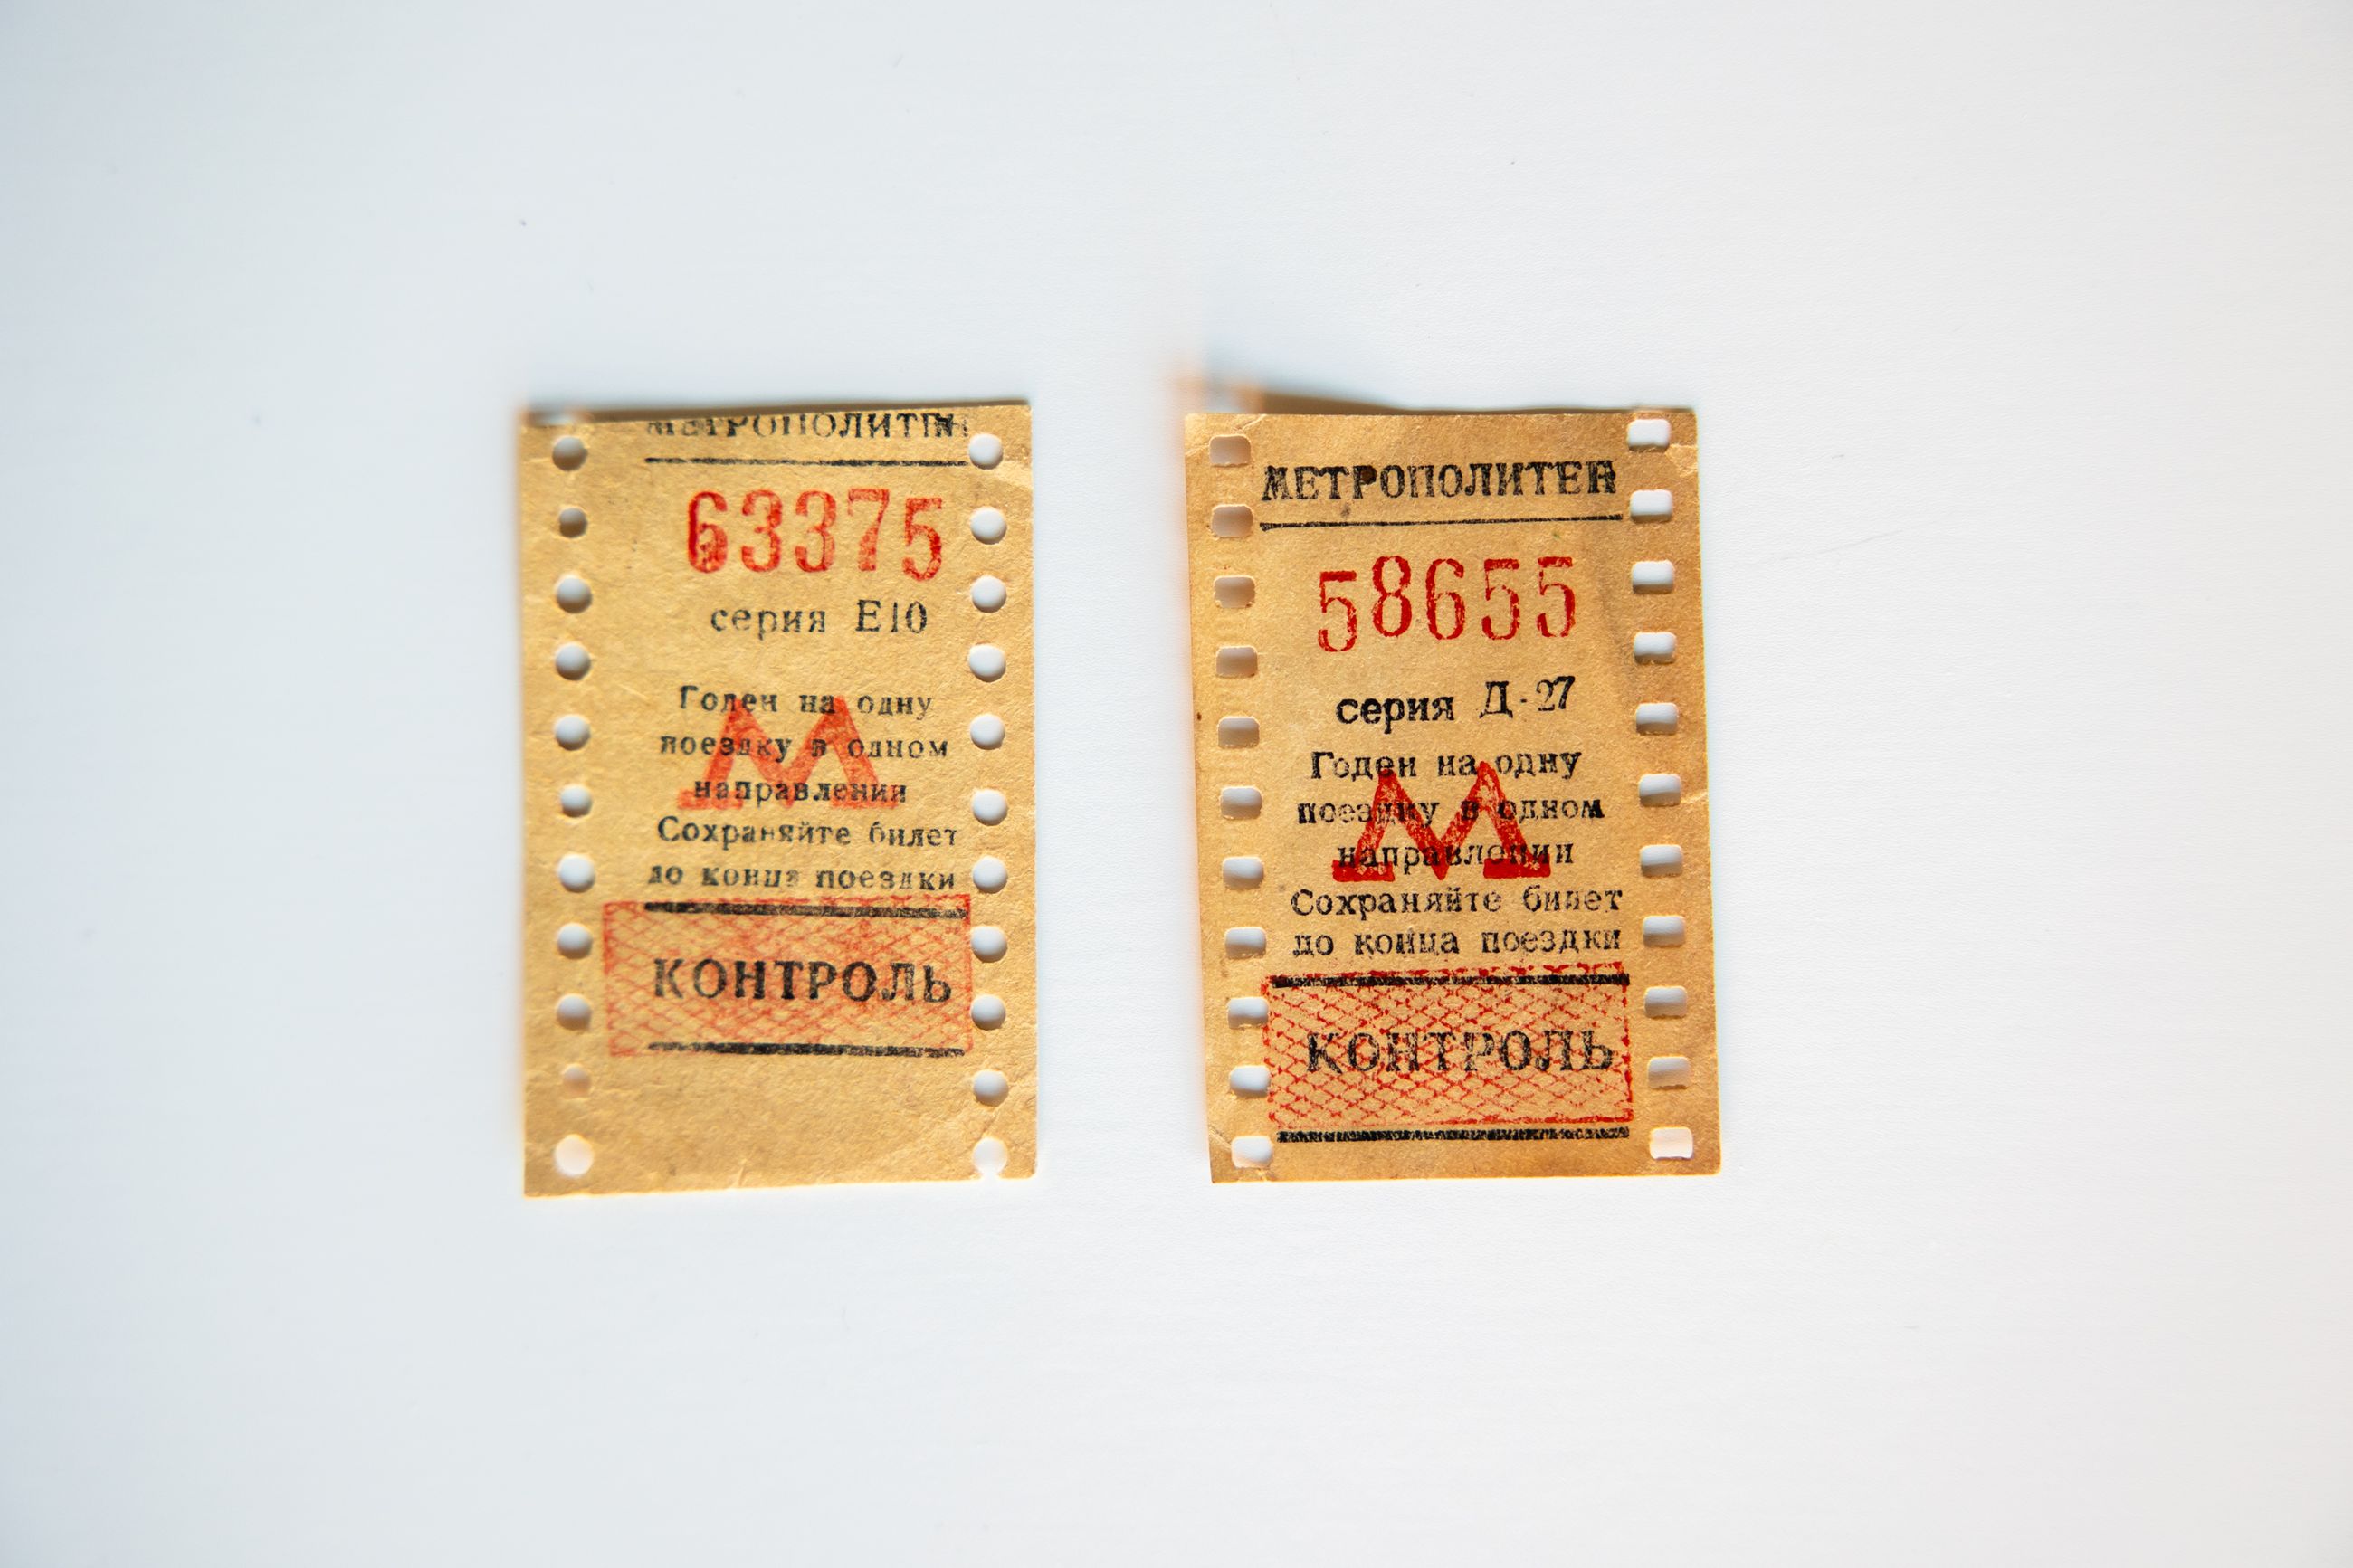 МЕТРОПОЛИТЕН
63375
серия Е10
Годен на одну
поездку в одном
направлении
Сохраняйте билет
до конца поездки
КОНТРОЛЬ
МЕТРОПОЛИТЕН
58655
серия Д-27
Годен на одну
поездку в одном
направлении
Сохраняйте билет
до конца поездки
КОНТРОЛЬ